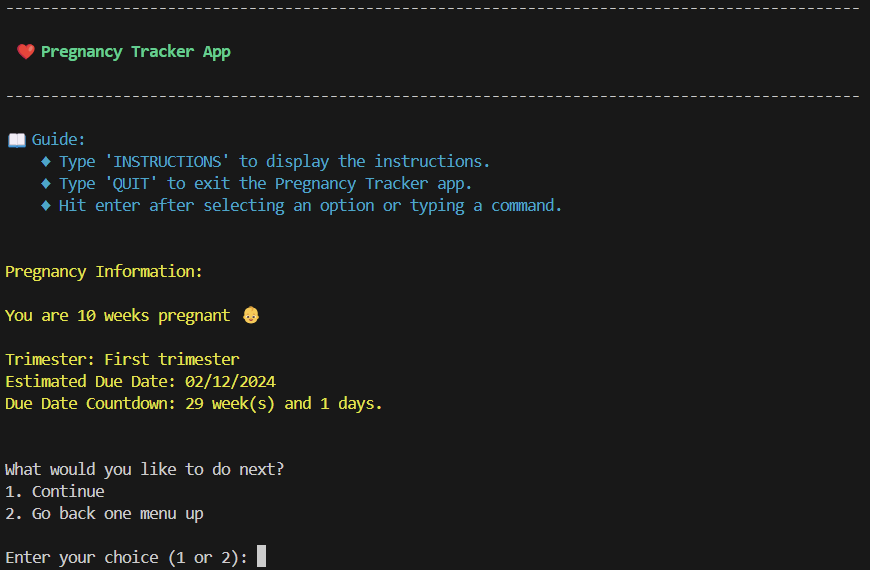 -----------------------------------------------------------------------------------------------
❤️ Pregnancy Tracker App
-----------------------------------------------------------------------------------------------
📖 Guide:
♦ Type 'INSTRUCTIONS' to display the instructions.
♦ Type 'QUIT' to exit the Pregnancy Tracker app.
♦ Hit enter after selecting an option or typing a command.
Pregnancy Information:
You are 10 weeks pregnant 👶
Trimester: First trimester
Estimated Due Date: 02/12/2024
Due Date Countdown: 29 week(s) and 1 days.
What would you like to do next?
1. Continue
2. Go back one menu up
Enter your choice (1 or 2):